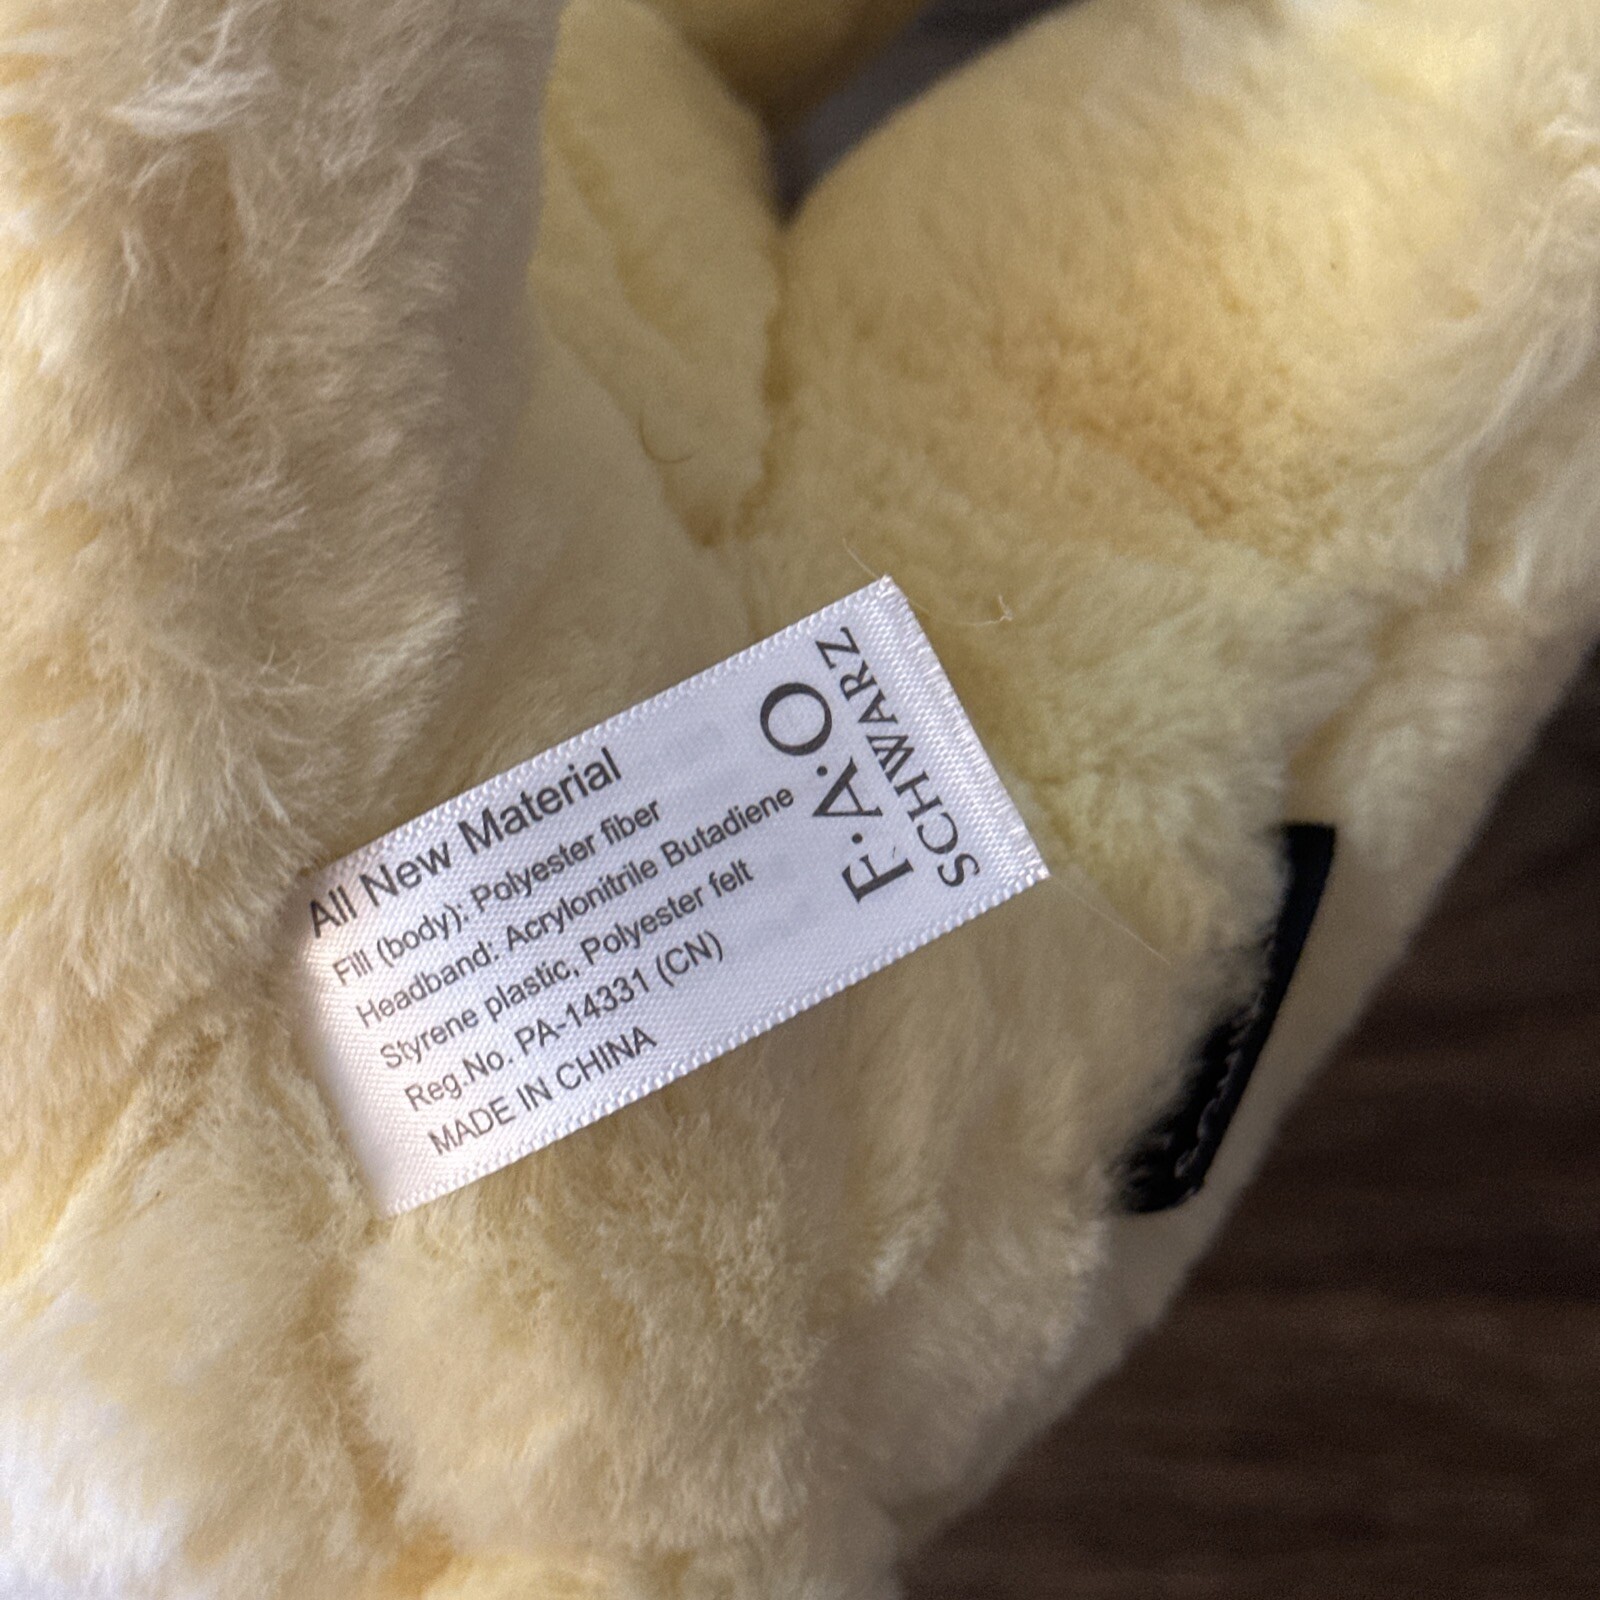 All New Material
Fill (body): Polyester fiber
Headband: Acrylonitrile Butadiene
Styrene plastic, Polyester felt
Reg.No. PA-14331 (CN)
MADE IN CHINA
F·A·O
SCHWARZ